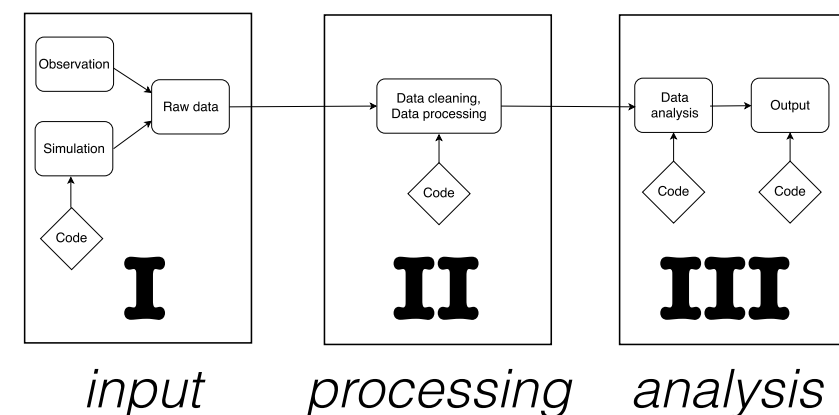 Observation
Simulation
Code
Raw data
I
input
Data cleaning,
Data processing
Code
II
processing
Data
analysis
Output
Code
Code
III
analysis